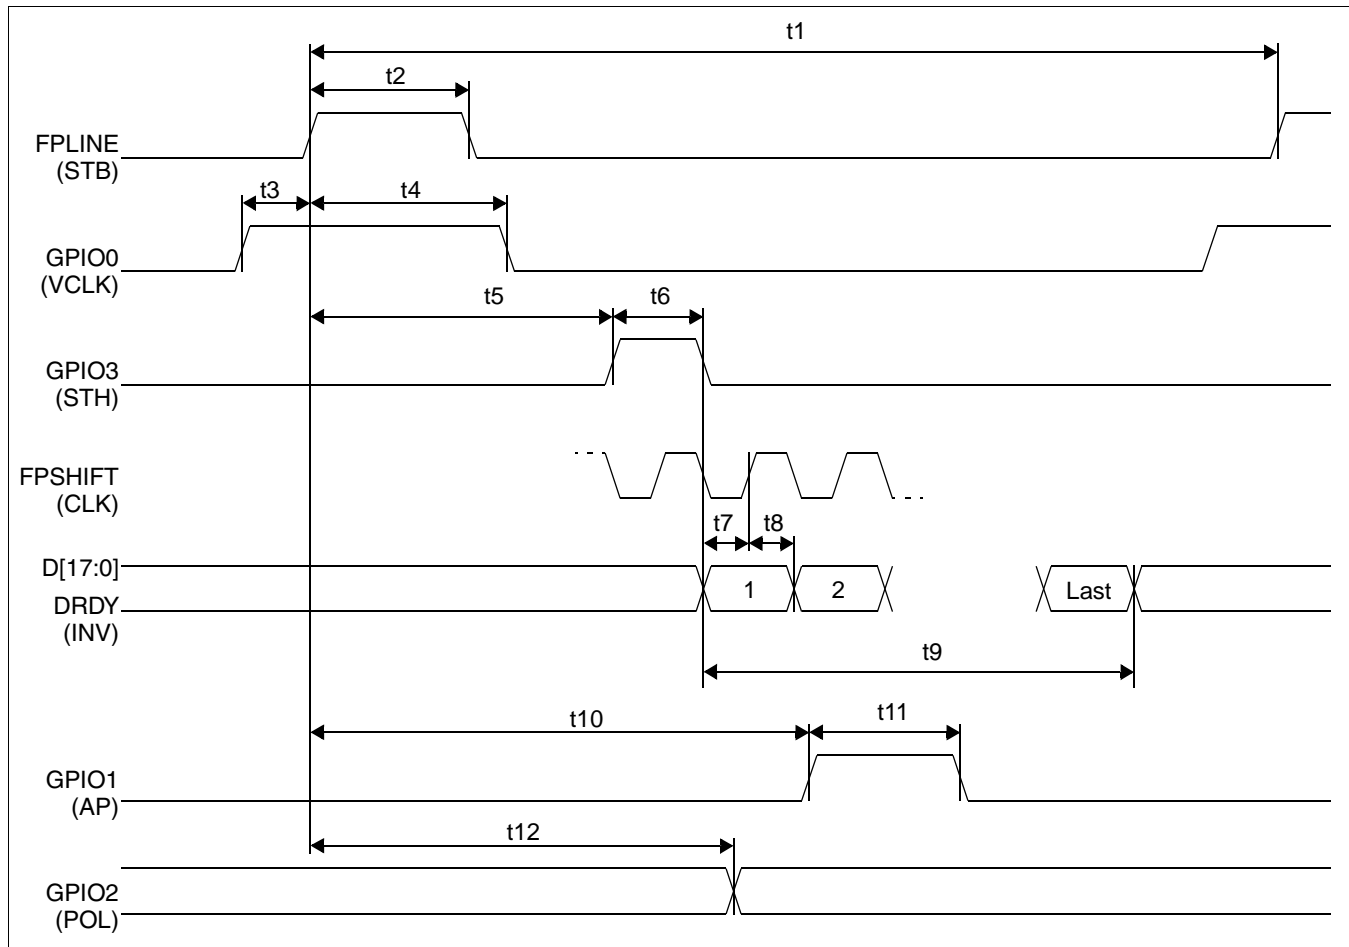 t1
t2
FPLINE
(STB)
t3
t4
GPIO0
(VCLK)
t5
t6
GPIO3
(STH)
FPSHIFT
(CLK)
t7
t8
D[17:0]
1
2
Last
DRDY
(INV)
t9
t10
t11
GPIO1
(AP)
t12
GPIO2
(POL)